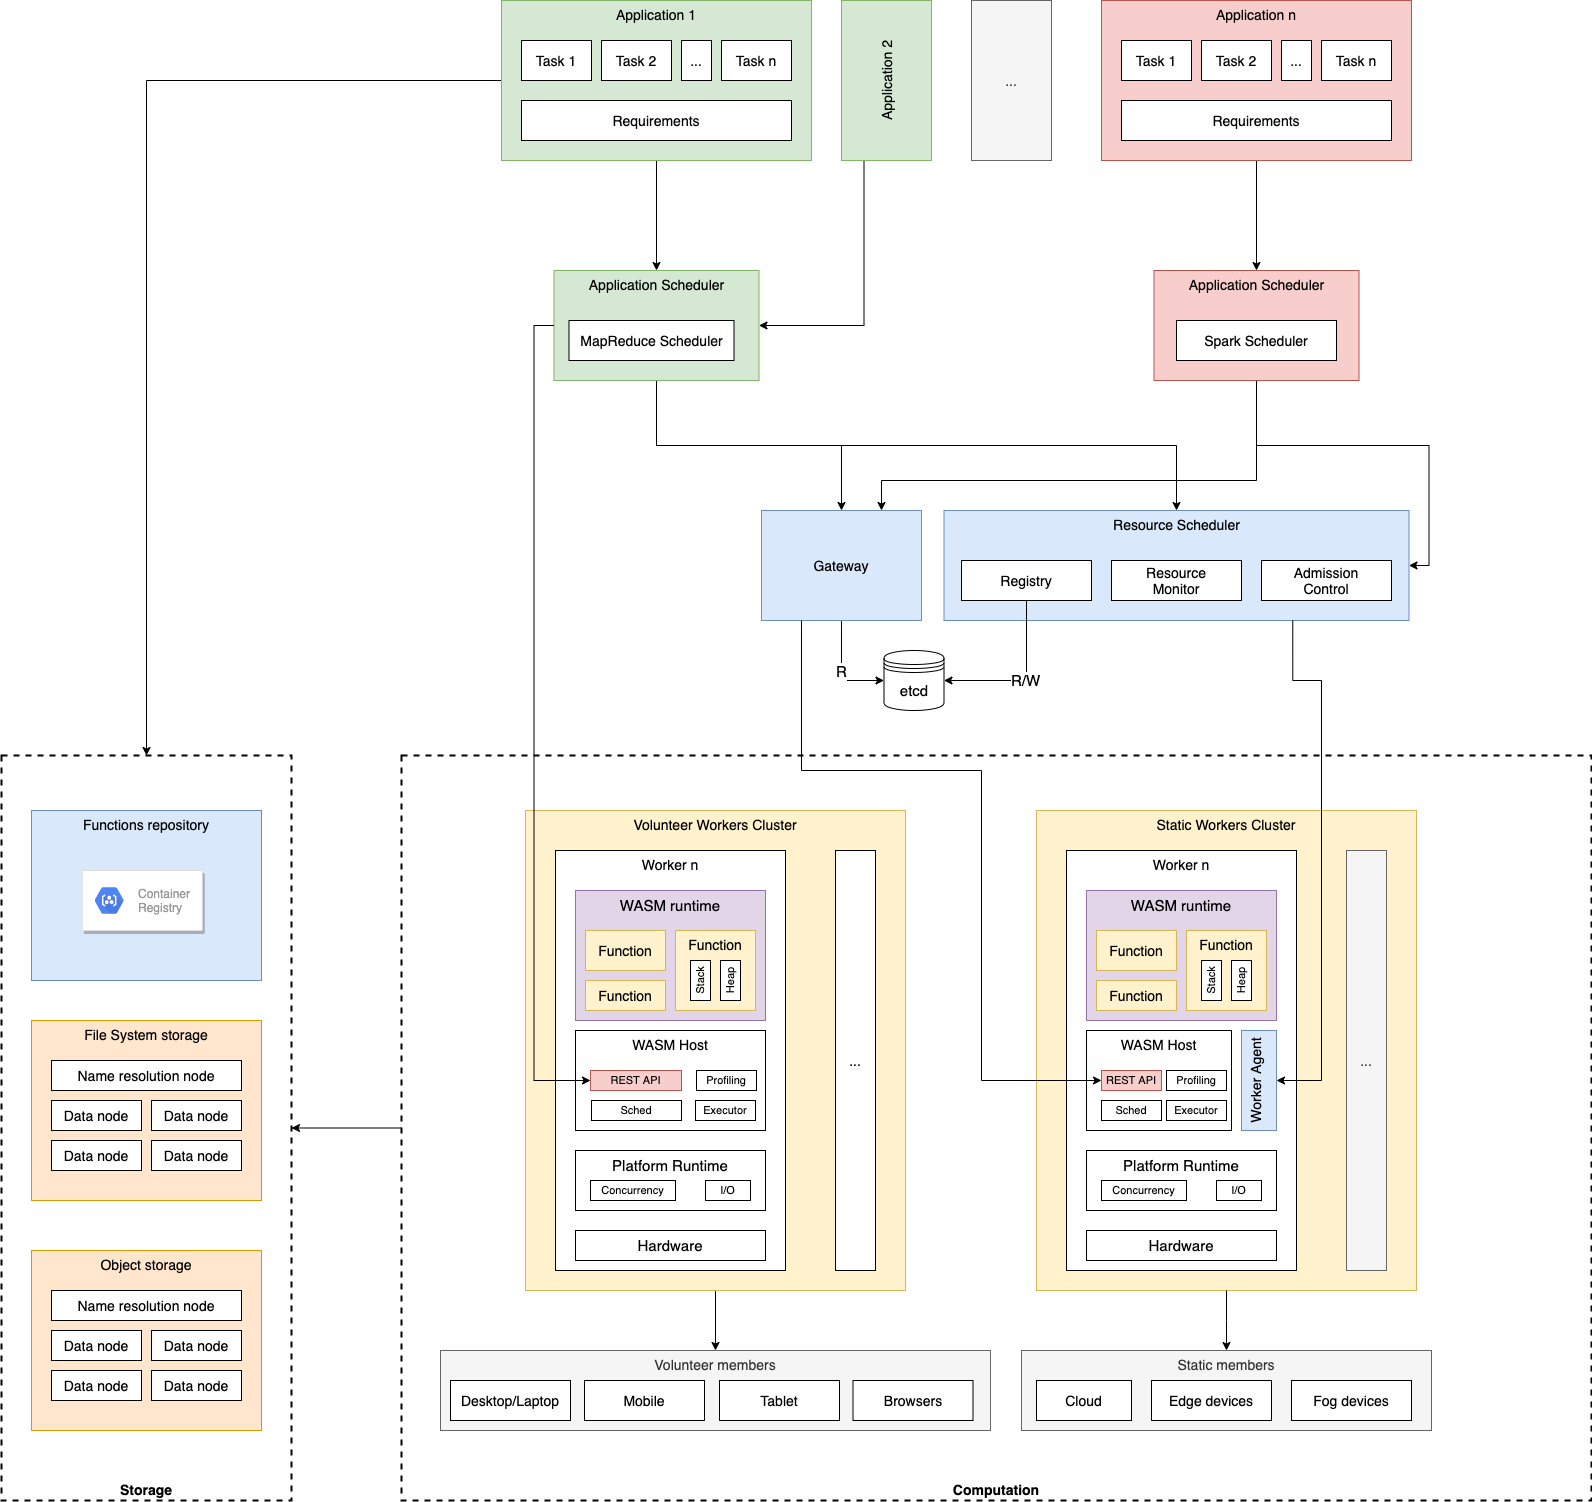 Application 1
Task 1
Task 2
...
Task n
Requirements
Application 2
...
Application n
Task 1
Task 2
...
Task n
Requirements
Application Scheduler
MapReduce Scheduler
Application Scheduler
Spark Scheduler
Gateway
Resource Scheduler
Registry
Resource
Monitor
Admission
Control
R
etcd
R/W
Functions repository
Container
Registry
File System storage
Name resolution node
Data node
Data node
Data node
Data node
Object storage
Name resolution node
Data node
Data node
Data node
Data node
Storage
Volunteer Workers Cluster
Worker n
WASM runtime
Function
Function
Function
Stack
Heap
WASM Host
REST API
Profiling
Sched
Executor
Platform Runtime
Concurrency
I/O
Hardware
...
Static Workers Cluster
Worker n
WASM runtime
Function
Function
Function
Stack
Heap
WASM Host
REST API
Profiling
Sched
Executor
Worker Agent
Platform Runtime
Concurrency
I/O
Hardware
...
Volunteer members
Desktop/Laptop
Mobile
Tablet
Browsers
Static members
Cloud
Edge devices
Fog devices
Computation